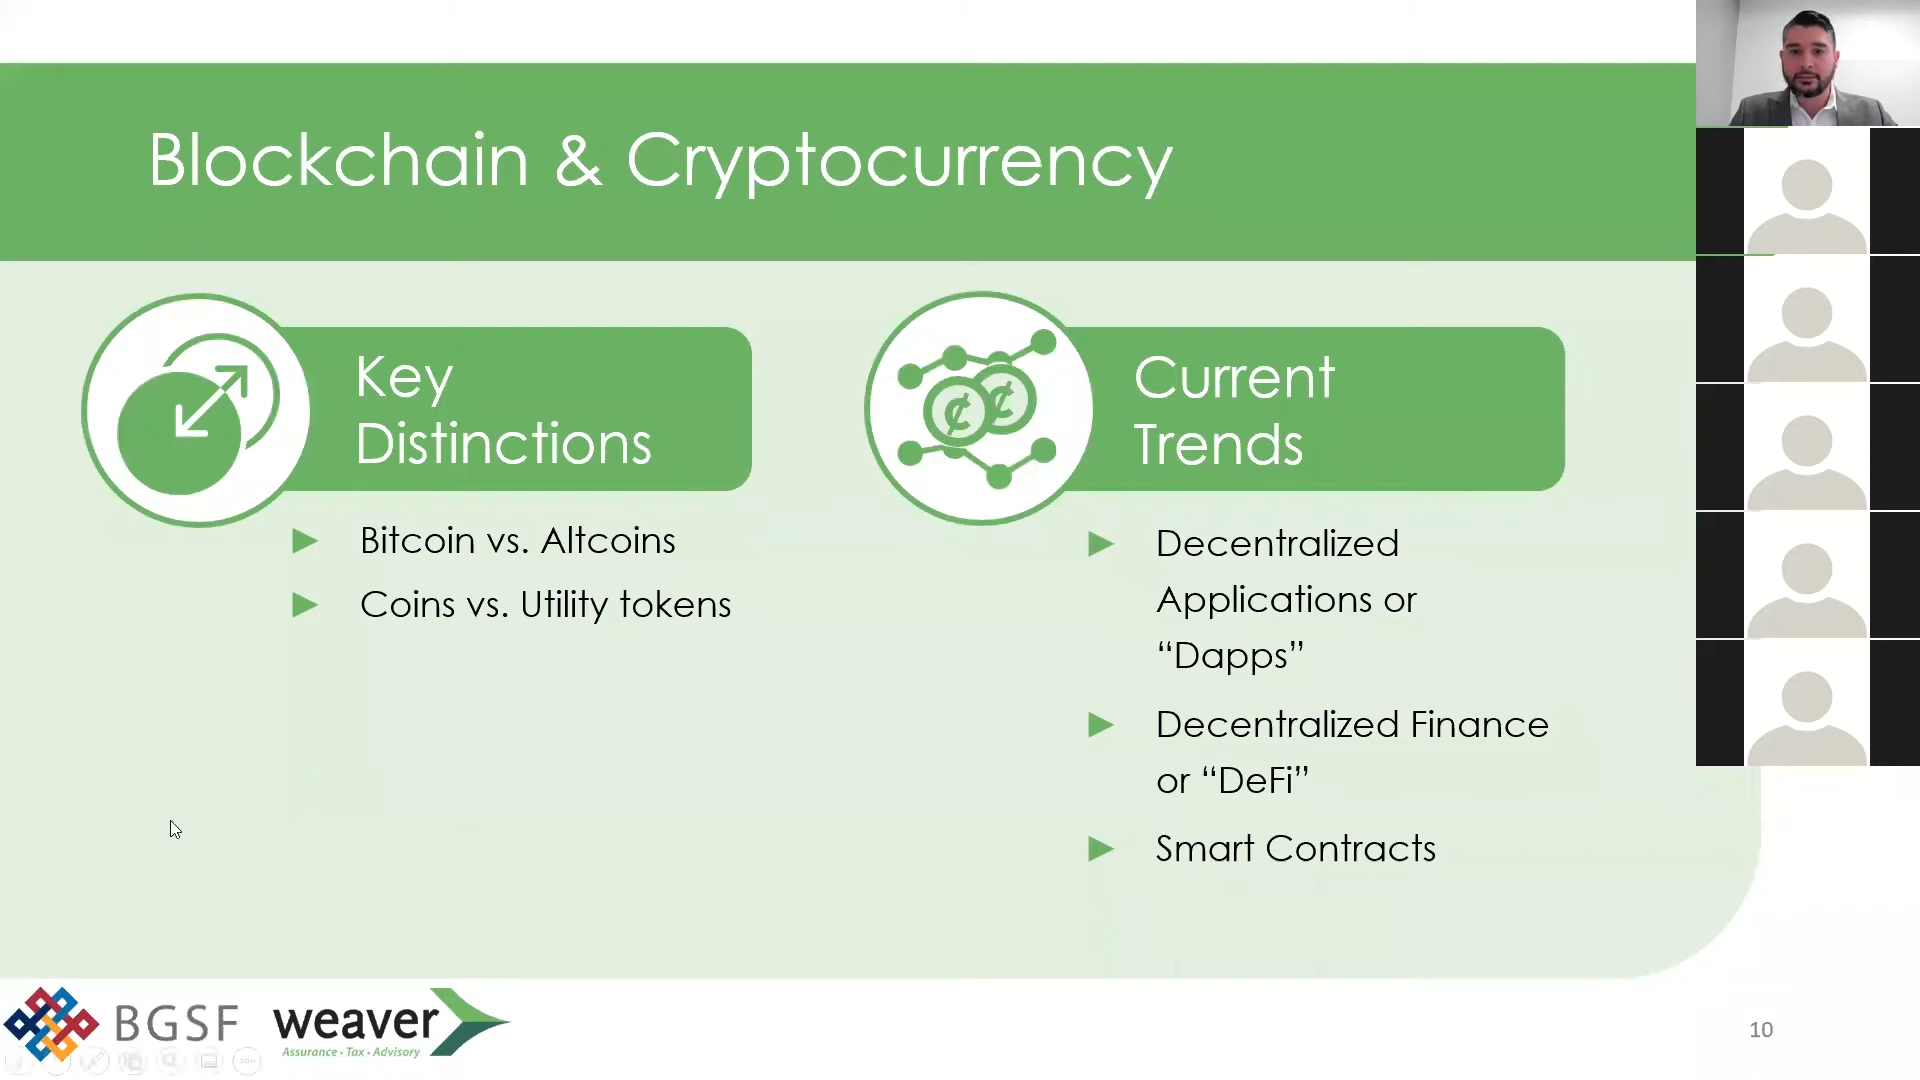 Blockchain & Cryptocurrency
Key
Distinctions
Bitcoin vs. Altcoins
Coins vs. Utility tokens
Current
Trends
¢ ¢
Decentralized
Applications or
“Dapps”
Decentralized Finance
or “DeFi”
Smart Contracts
BGSF
weaver
Assurance • Tax • Advisory
10